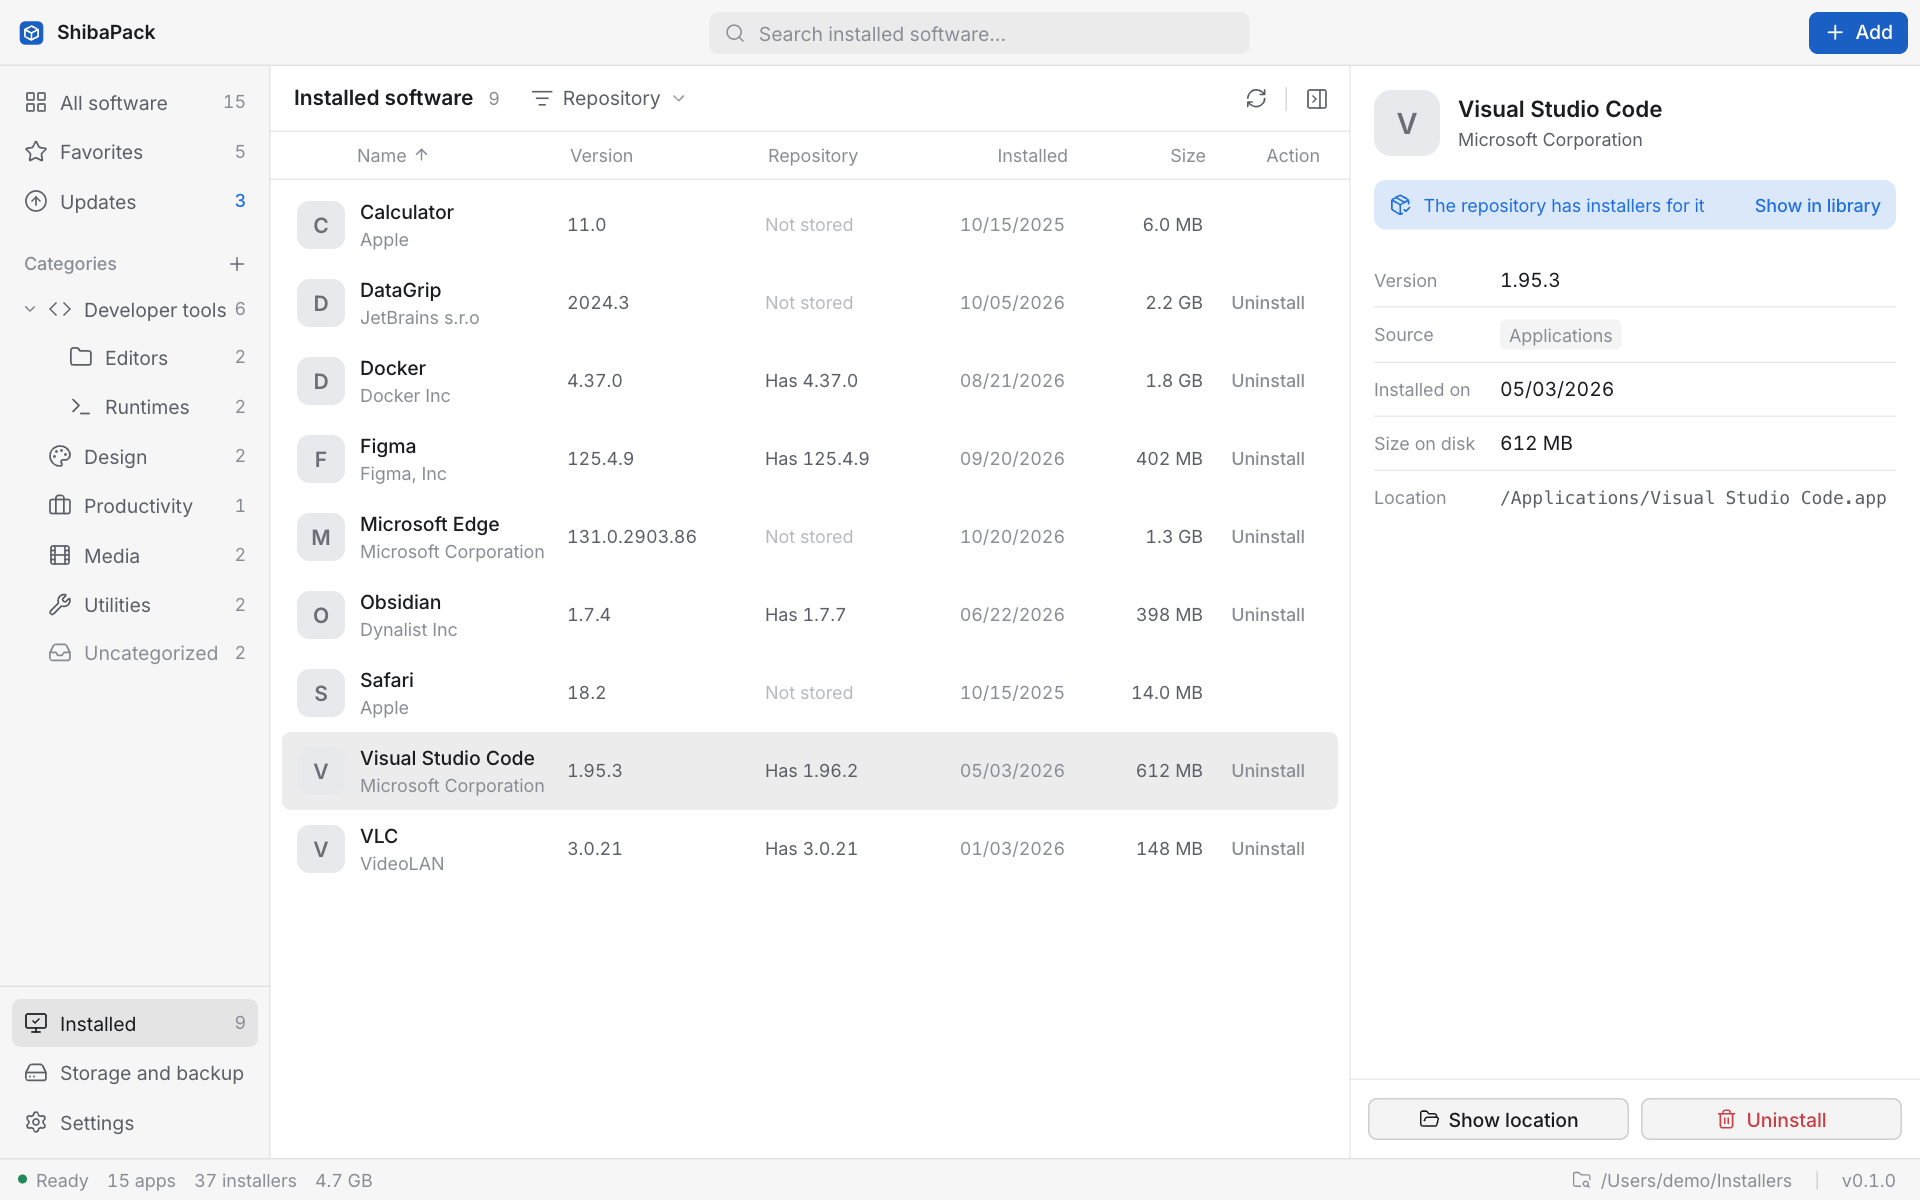 ShibaPack
Search installed software...
Add
All software 15
Favorites 5
Updates 3
Categories
Developer tools 6
Editors 2
Runtimes 2
Design 2
Productivity 1
Media 2
Utilities 2
Uncategorized 2
Installed 9
Storage and backup
Settings
Installed software 9 Repository
Name Version Repository Installed Size Action
C Calculator 11.0 Not stored 10/15/2025 6.0 MB
Apple
D DataGrip 2024.3 Not stored 10/05/2026 2.2 GB Uninstall
JetBrains s.r.o
D Docker 4.37.0 Has 4.37.0 08/21/2026 1.8 GB Uninstall
Docker Inc
F Figma 125.4.9 Has 125.4.9 09/20/2026 402 MB Uninstall
Figma, Inc
M Microsoft Edge 131.0.2903.86 Not stored 10/20/2026 1.3 GB Uninstall
Microsoft Corporation
O Obsidian 1.7.4 Has 1.7.7 06/22/2026 398 MB Uninstall
Dynalist Inc
S Safari 18.2 Not stored 10/15/2025 14.0 MB
Apple
V Visual Studio Code 1.95.3 Has 1.96.2 05/03/2026 612 MB Uninstall
Microsoft Corporation
V VLC 3.0.21 Has 3.0.21 01/03/2026 148 MB Uninstall
VideoLAN
V Visual Studio Code
Microsoft Corporation
The repository has installers for it Show in library
Version 1.95.3
Source Applications
Installed on 05/03/2026
Size on disk 612 MB
Location /Applications/Visual Studio Code.app
Show location Uninstall
Ready 15 apps 37 installers 4.7 GB
/Users/demo/Installers v0.1.0